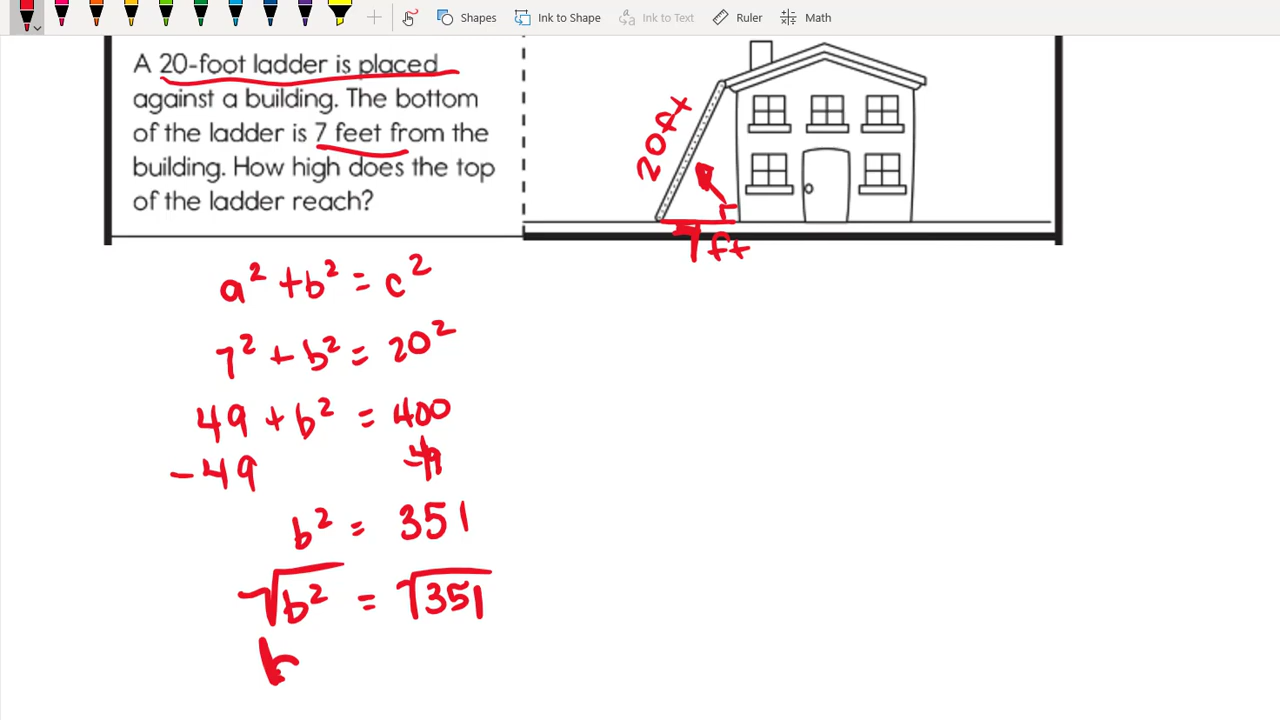 Shapes Ink to Shape Ink to Text Ruler Math
A 20-foot ladder is placed
against a building. The bottom
of the ladder is 7 feet from the
building. How high does the top
of the ladder reach?
20ft
7ft
a² + b² = c²
7² + b² = 20²
49 + b² = 400
-49 -49
b² = 351
√b² = √351